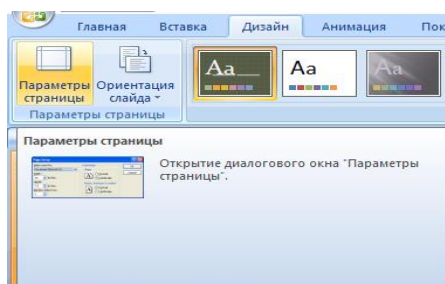 Главная Вставка Дизайн Анимация
Параметры страницы
Ориентация слайда
Aa Aa Aa
Параметры страницы
Параметры страницы
Открытие диалогового окна "Параметры
страницы".